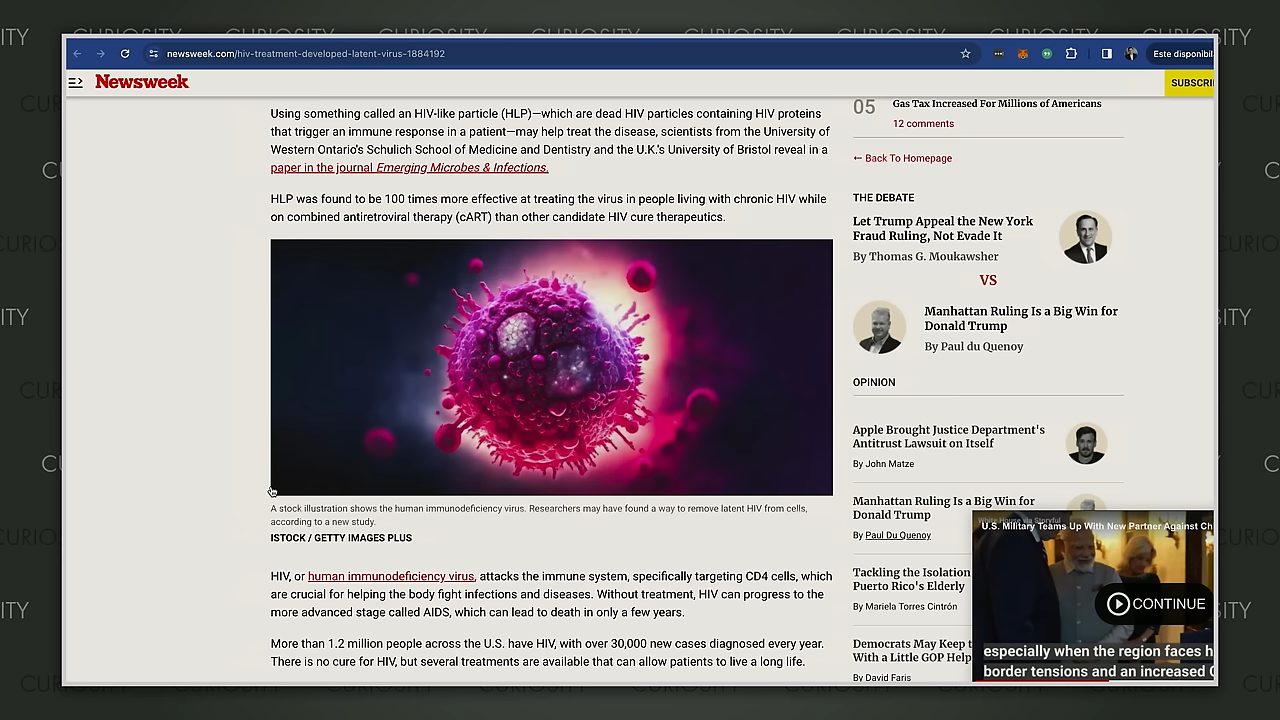 CURIOSITY
newsweek.com/hiv-treatment-developed-latent-virus-1884192
Este disponibil
Newsweek
SUBSCRI
Using something called an HIV-like particle (HLP)—which are dead HIV particles containing HIV proteins
that trigger an immune response in a patient—may help treat the disease, scientists from the University of
Western Ontario's Schulich School of Medicine and Dentistry and the U.K.'s University of Bristol reveal in a
paper in the journal Emerging Microbes & Infections.
HLP was found to be 100 times more effective at treating the virus in people living with chronic HIV while
on combined antiretroviral therapy (cART) than other candidate HIV cure therapeutics.
A stock illustration shows the human immunodeficiency virus. Researchers may have found a way to remove latent HIV from cells,
according to a new study.
ISTOCK / GETTY IMAGES PLUS
HIV, or human immunodeficiency virus, attacks the immune system, specifically targeting CD4 cells, which
are crucial for helping the body fight infections and diseases. Without treatment, HIV can progress to the
more advanced stage called AIDS, which can lead to death in only a few years.
More than 1.2 million people across the U.S. have HIV, with over 30,000 new cases diagnosed every year.
There is no cure for HIV, but several treatments are available that can allow patients to live a long life.
05
Gas Tax Increased For Millions of Americans
12 comments
← Back To Homepage
THE DEBATE
Let Trump Appeal the New York
Fraud Ruling, Not Evade It
By Thomas G. Moukawsher
VS
Manhattan Ruling Is a Big Win for
Donald Trump
By Paul du Quenoy
OPINION
Apple Brought Justice Department's
Antitrust Lawsuit on Itself
By John Matze
Manhattan Ruling Is a Big Win for
Donald Trump
By Paul Du Quenoy
Tackling the Isolation
Puerto Rico's Elderly
By Mariela Torres Cintrón
Democrats May Keep t
With a Little GOP Help
By David Faris
U.S. Military Teams Up With New Partner Against Ch
CONTINUE
especially when the region faces h
border tensions and an increased